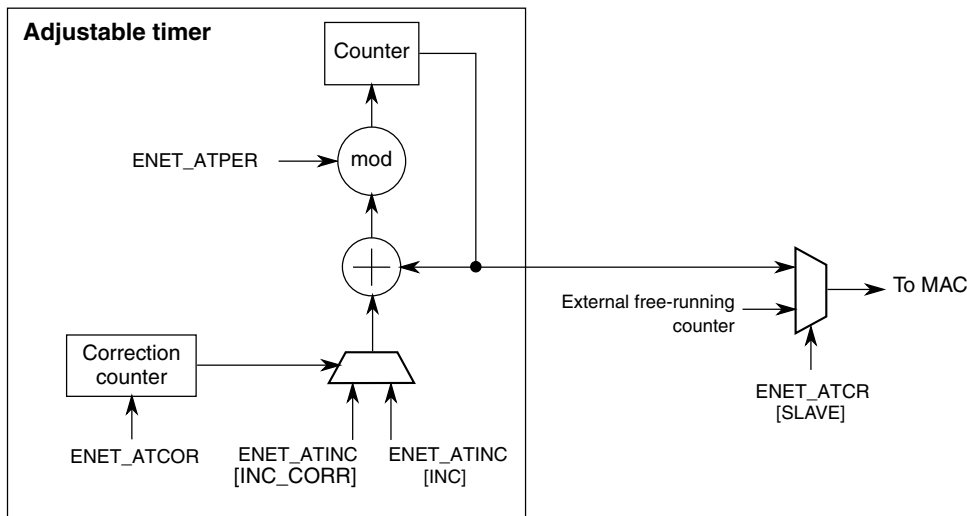 Adjustable timer
Counter
ENET_ATPER
mod
To MAC
External free-running
counter
Correction
counter
ENET_ATCR
[SLAVE]
ENET_ATCOR
ENET_ATINC
[INC_CORR]
ENET_ATINC
[INC]